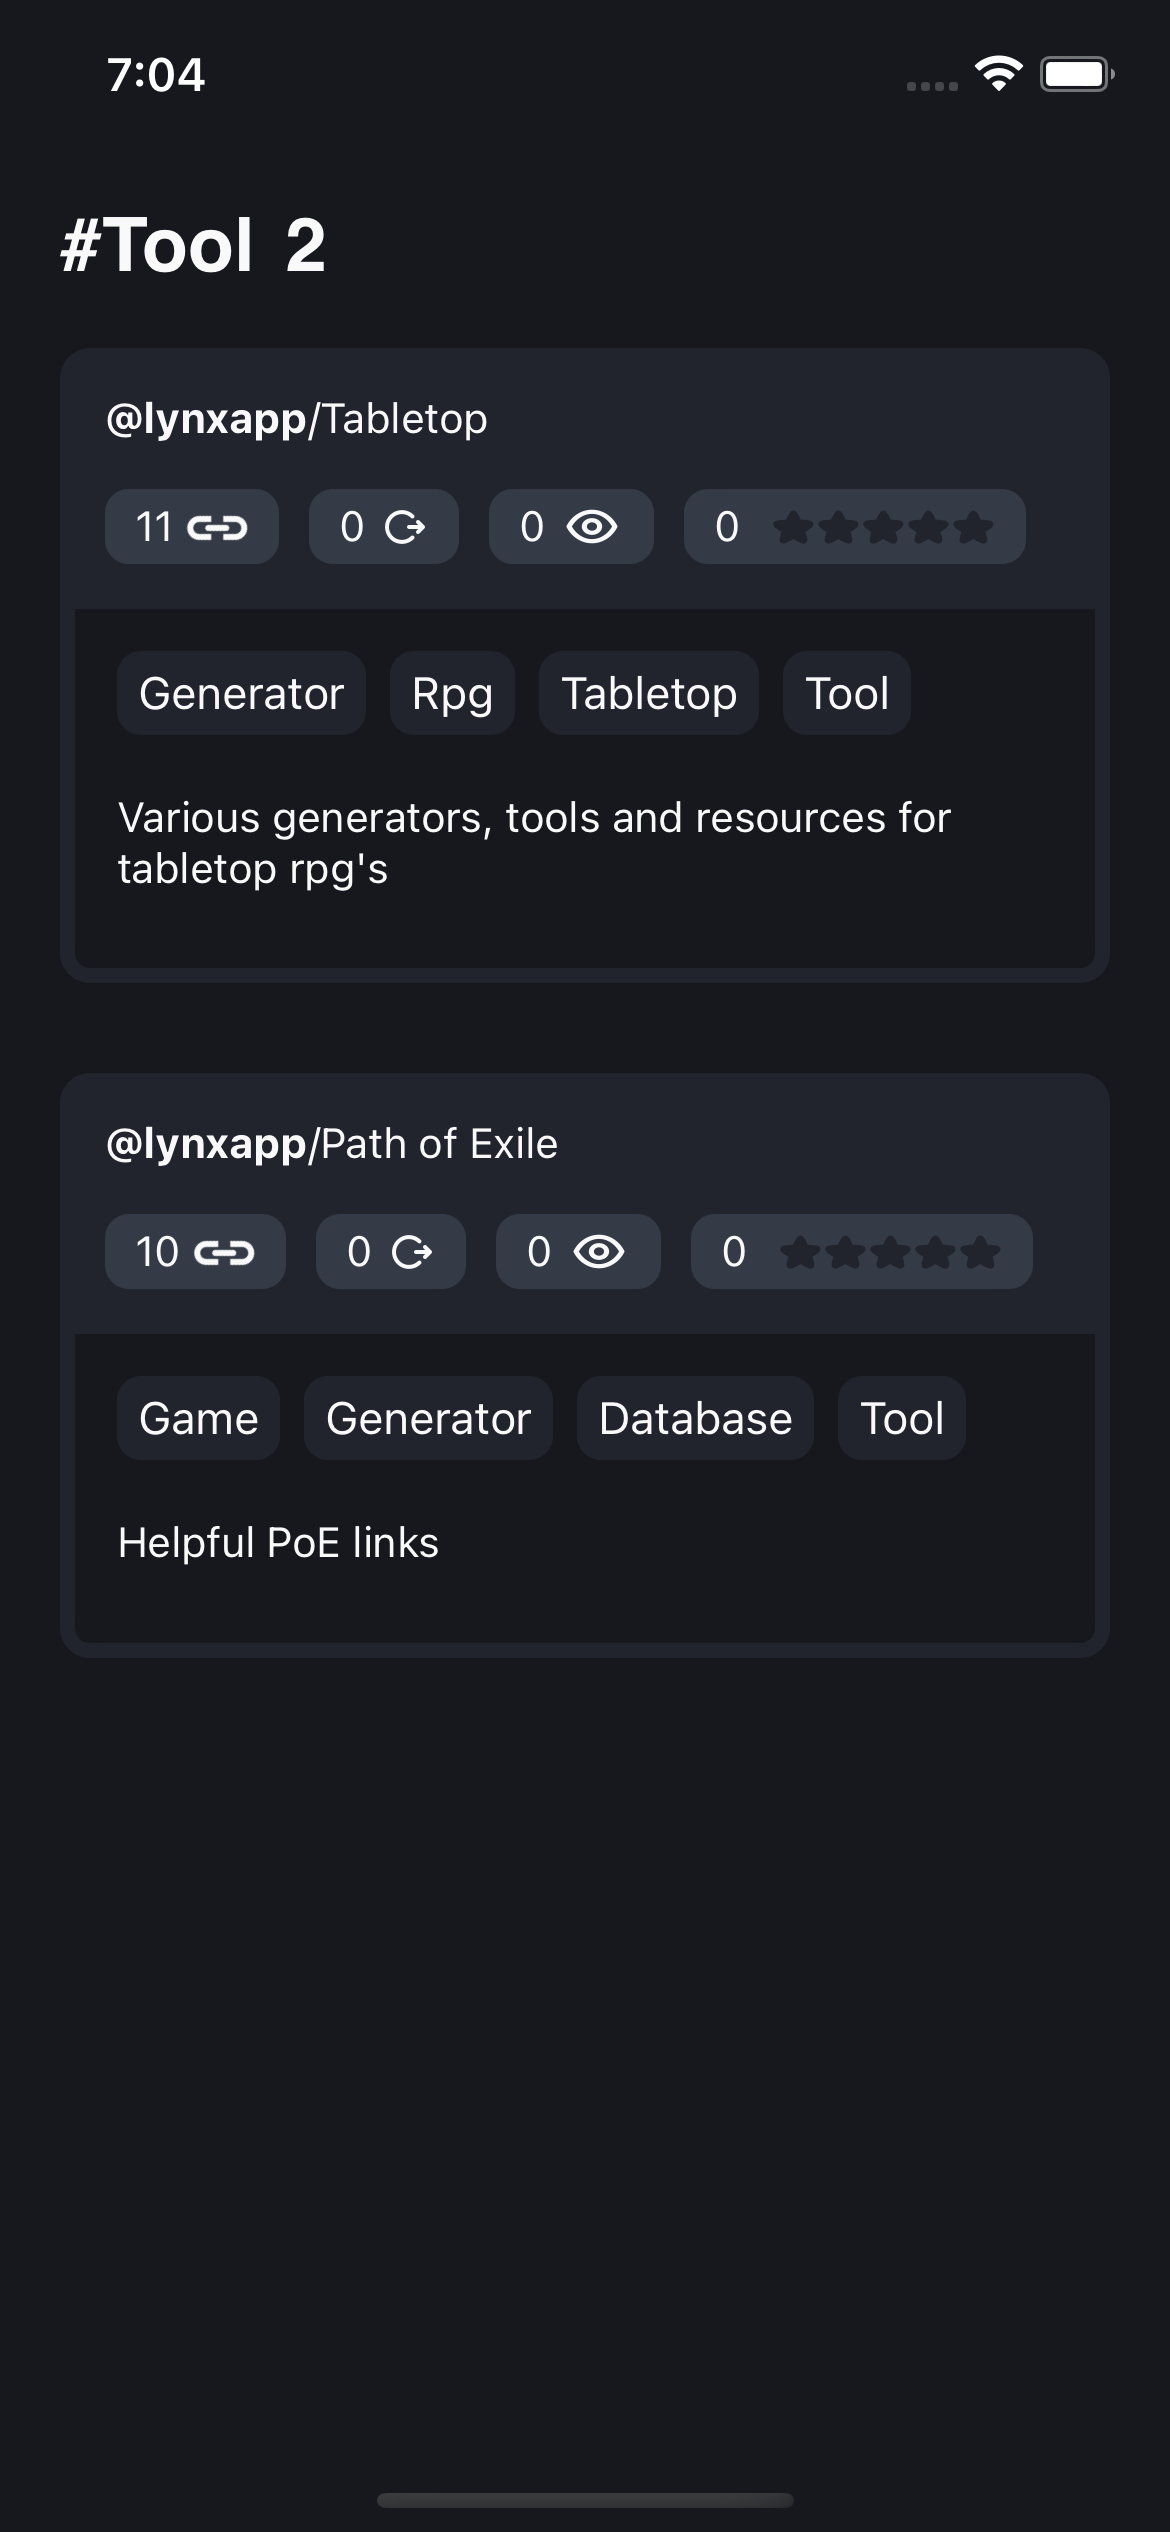 7:04
#Tool 2
@lynxapp/Tabletop
11 0 0 0
Generator Rpg Tabletop Tool
Various generators, tools and resources for
tabletop rpg's
@lynxapp/Path of Exile
10 0 0 0
Game Generator Database Tool
Helpful PoE links